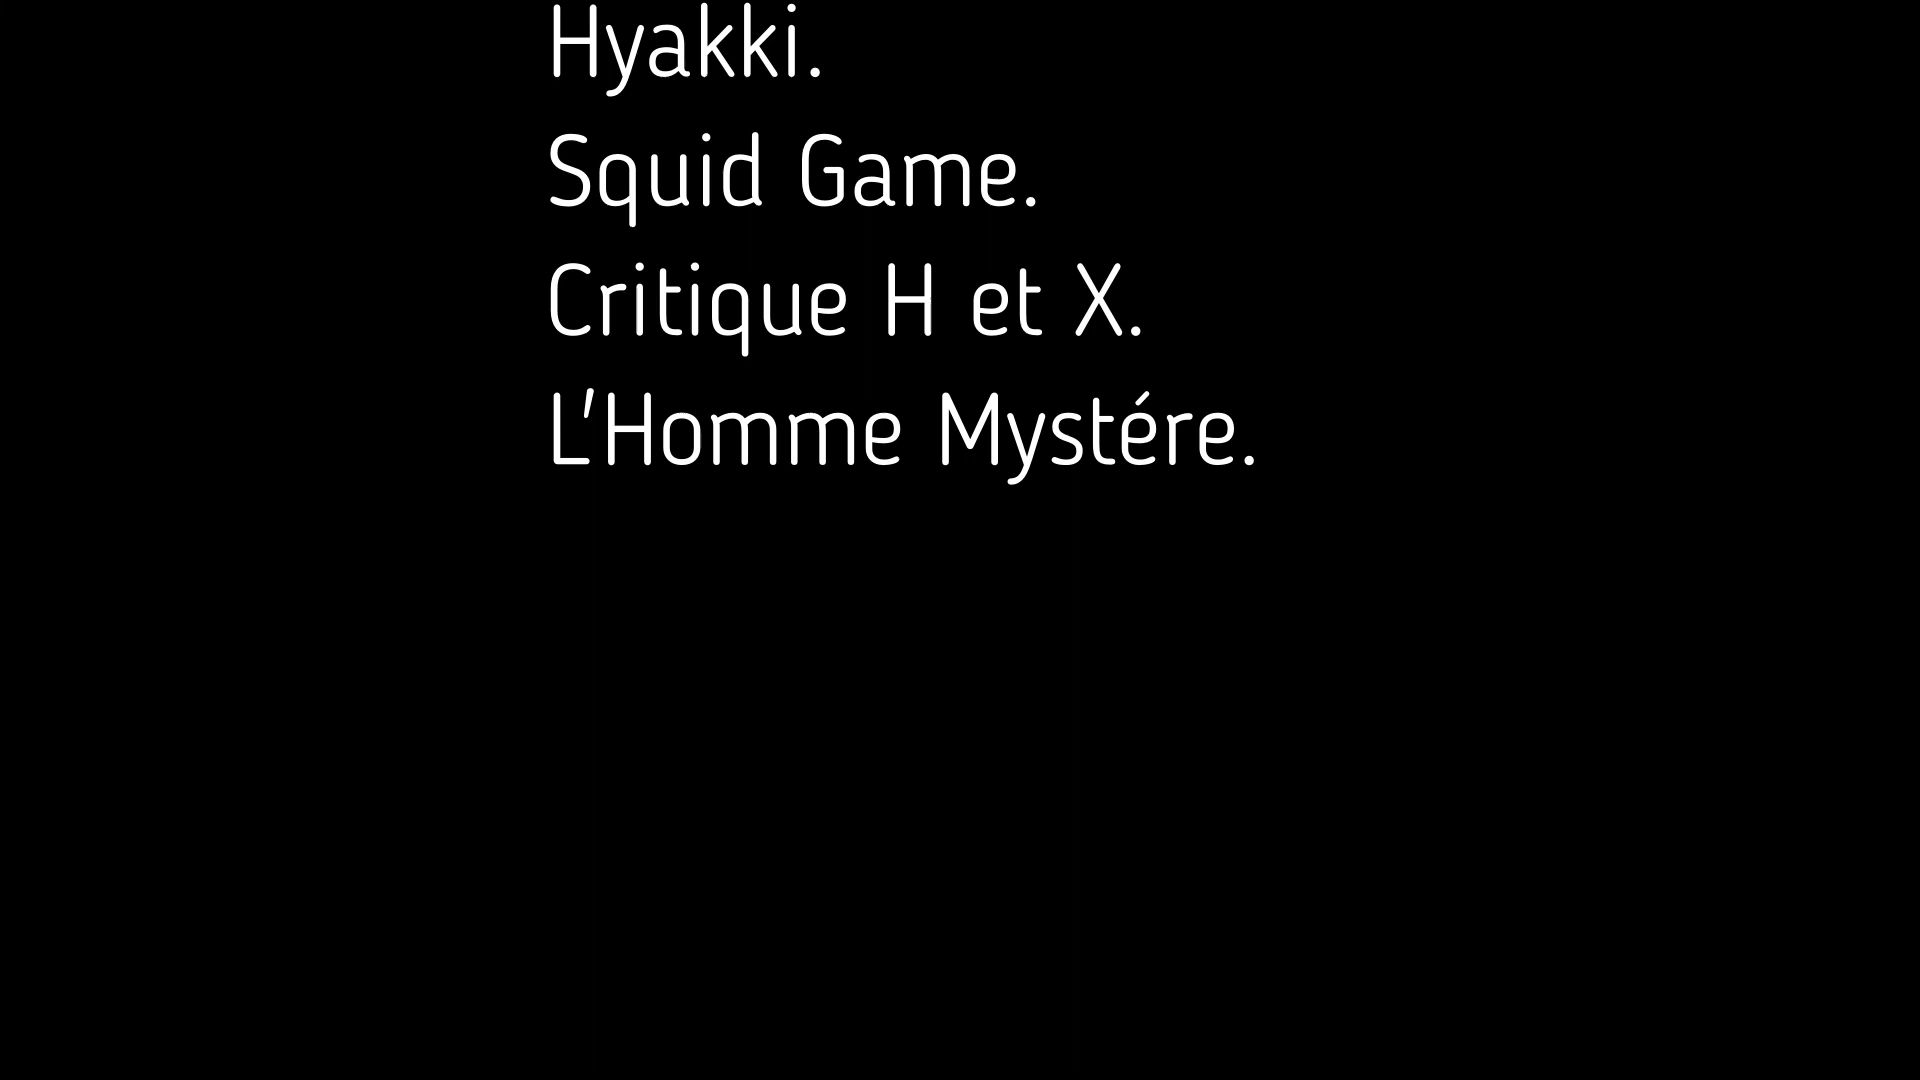 Hyakki.
Squid Game.
Critique H et X.
L'Homme Mystére.